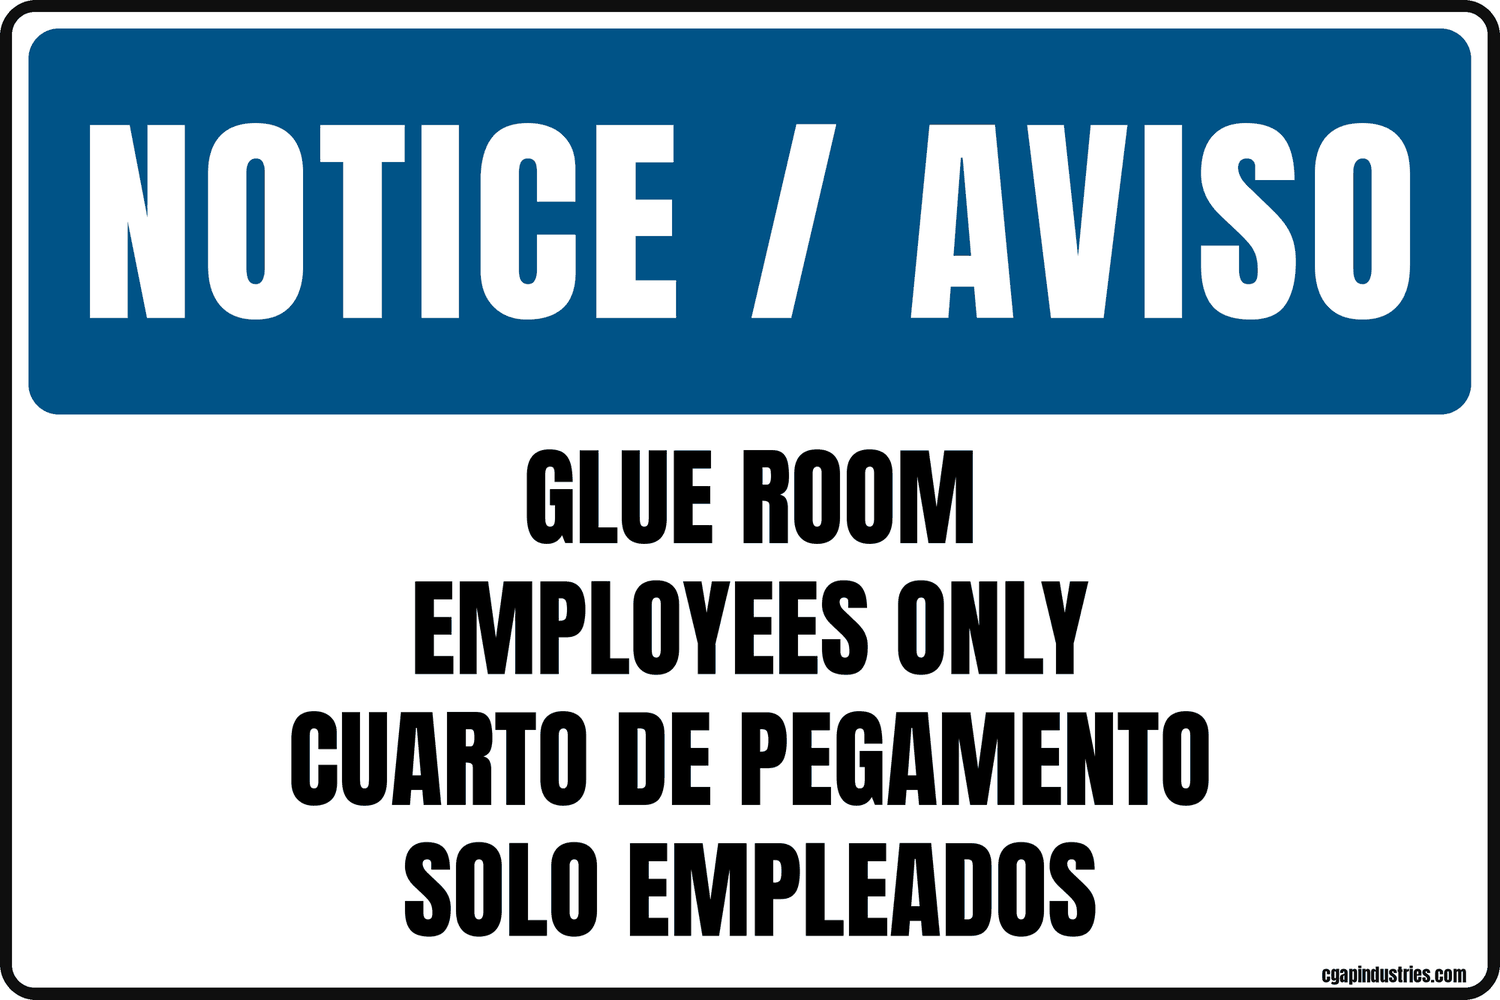 NOTICE / AVISO
GLUE ROOM
EMPLOYEES ONLY
CUARTO DE PEGAMENTO
SOLO EMPLEADOS
cgapindustries.com